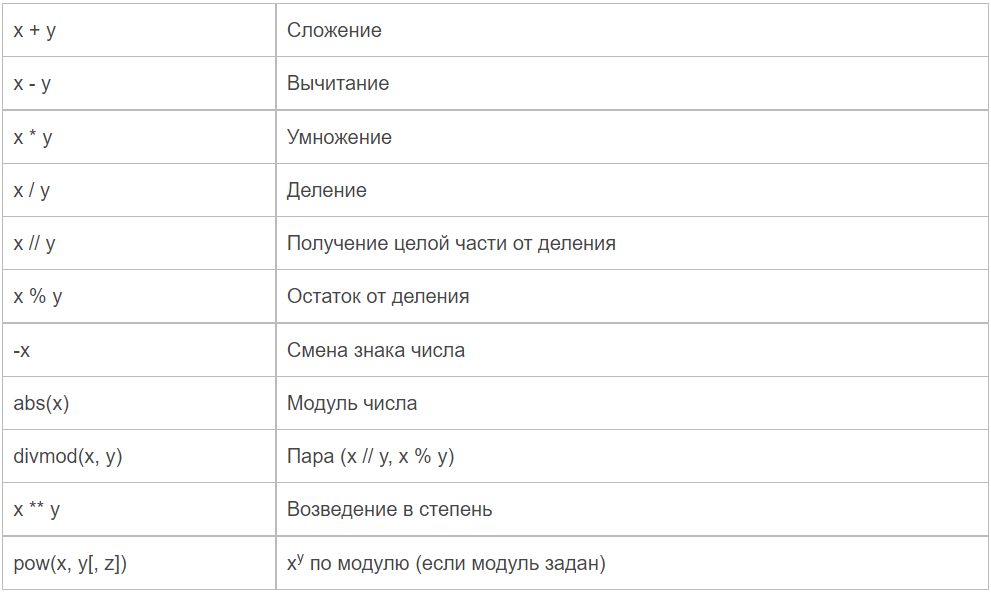 x + y Сложение
x - y Вычитание
x * y Умножение
x / y Деление
x // y Получение целой части от деления
x % y Остаток от деления
-x Смена знака числа
abs(x) Модуль числа
divmod(x, y) Пара (x // y, x % y)
x ** y Возведение в степень
pow(x, y[, z]) xʸ по модулю (если модуль задан)